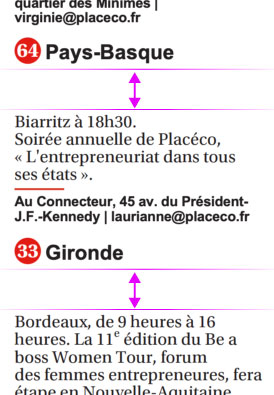 quartier des Minimes |
virginie@placeco.fr
64 Pays-Basque
Biarritz à 18h30.
Soirée annuelle de Placéco,
« L'entrepreneuriat dans tous
ses états ».
Au Connecteur, 45 av. du Président-
J.F.-Kennedy | laurianne@placeco.fr
33 Gironde
Bordeaux, de 9 heures à 16
heures. La 11e édition du Be a
boss Women Tour, forum
des femmes entrepreneures, fera
étape en Nouvelle-Aquitaine